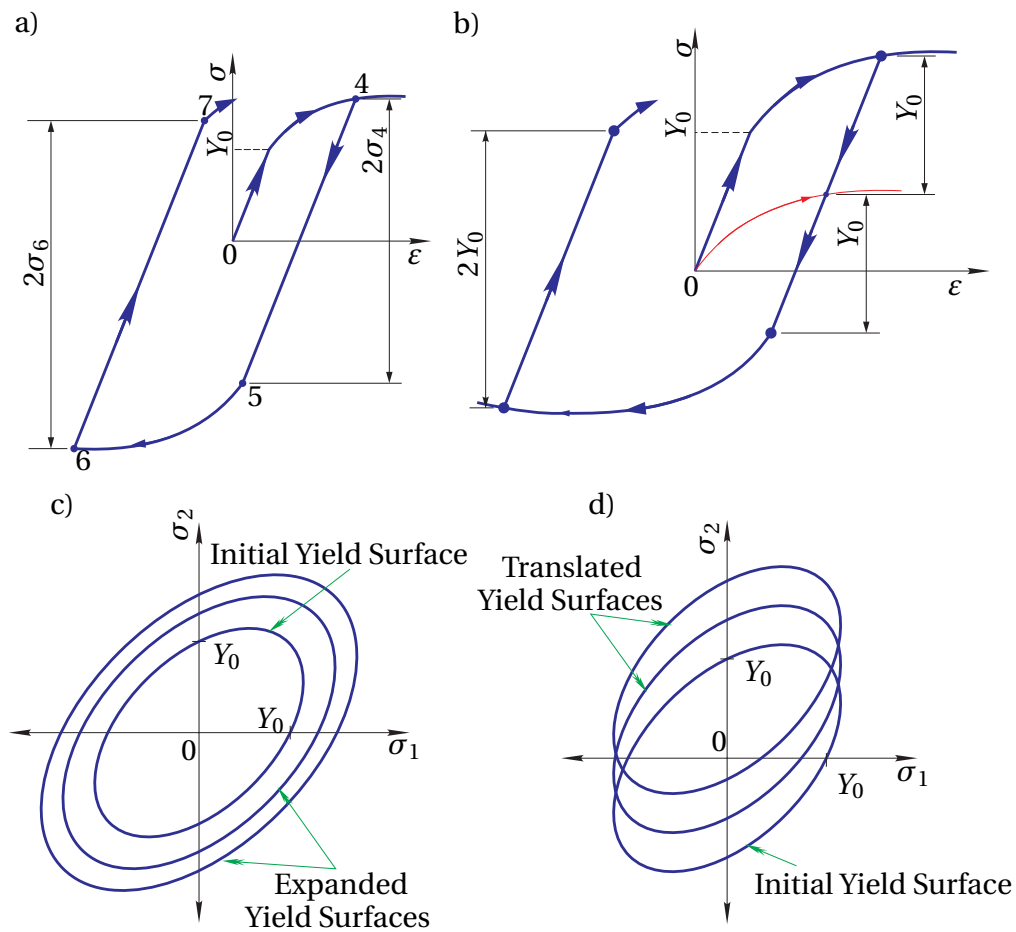 a)
σ
7
4
Y₀
2σ₄
2σ₆
0
ε
5
6
b)
σ
Y₀
Y₀
2Y₀
Y₀
0
ε
c)
σ₂
Initial Yield Surface
Y₀
Y₀
0
σ₁
Expanded
Yield Surfaces
d)
σ₂
Translated
Yield Surfaces
Y₀
0
σ₁
Y₀
Initial Yield Surface